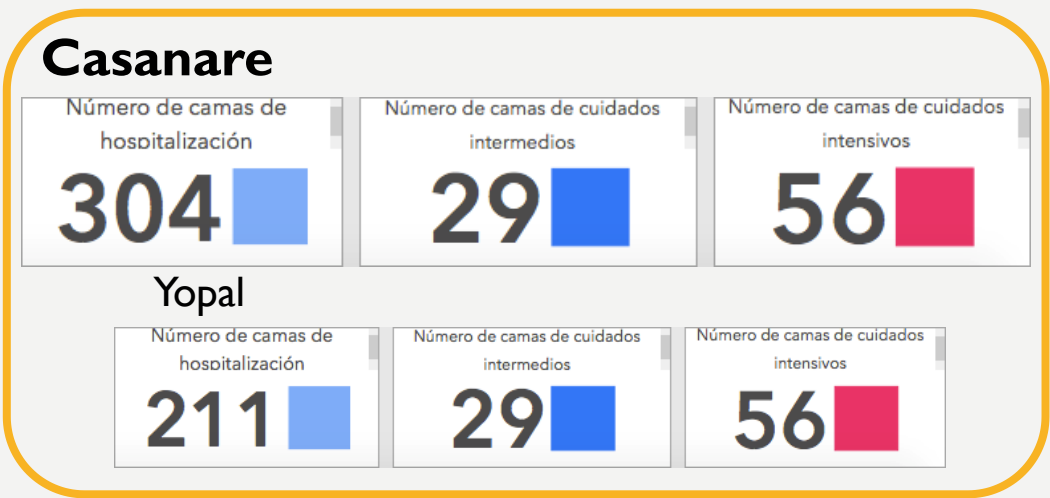 Casanare
Número de camas de
hospitalización
304
Número de camas de cuidados
intermedios
29
Número de camas de cuidados
intensivos
56
Yopal
Número de camas de
hospitalización
211
Número de camas de cuidados
intermedios
29
Número de camas de cuidados
intensivos
56